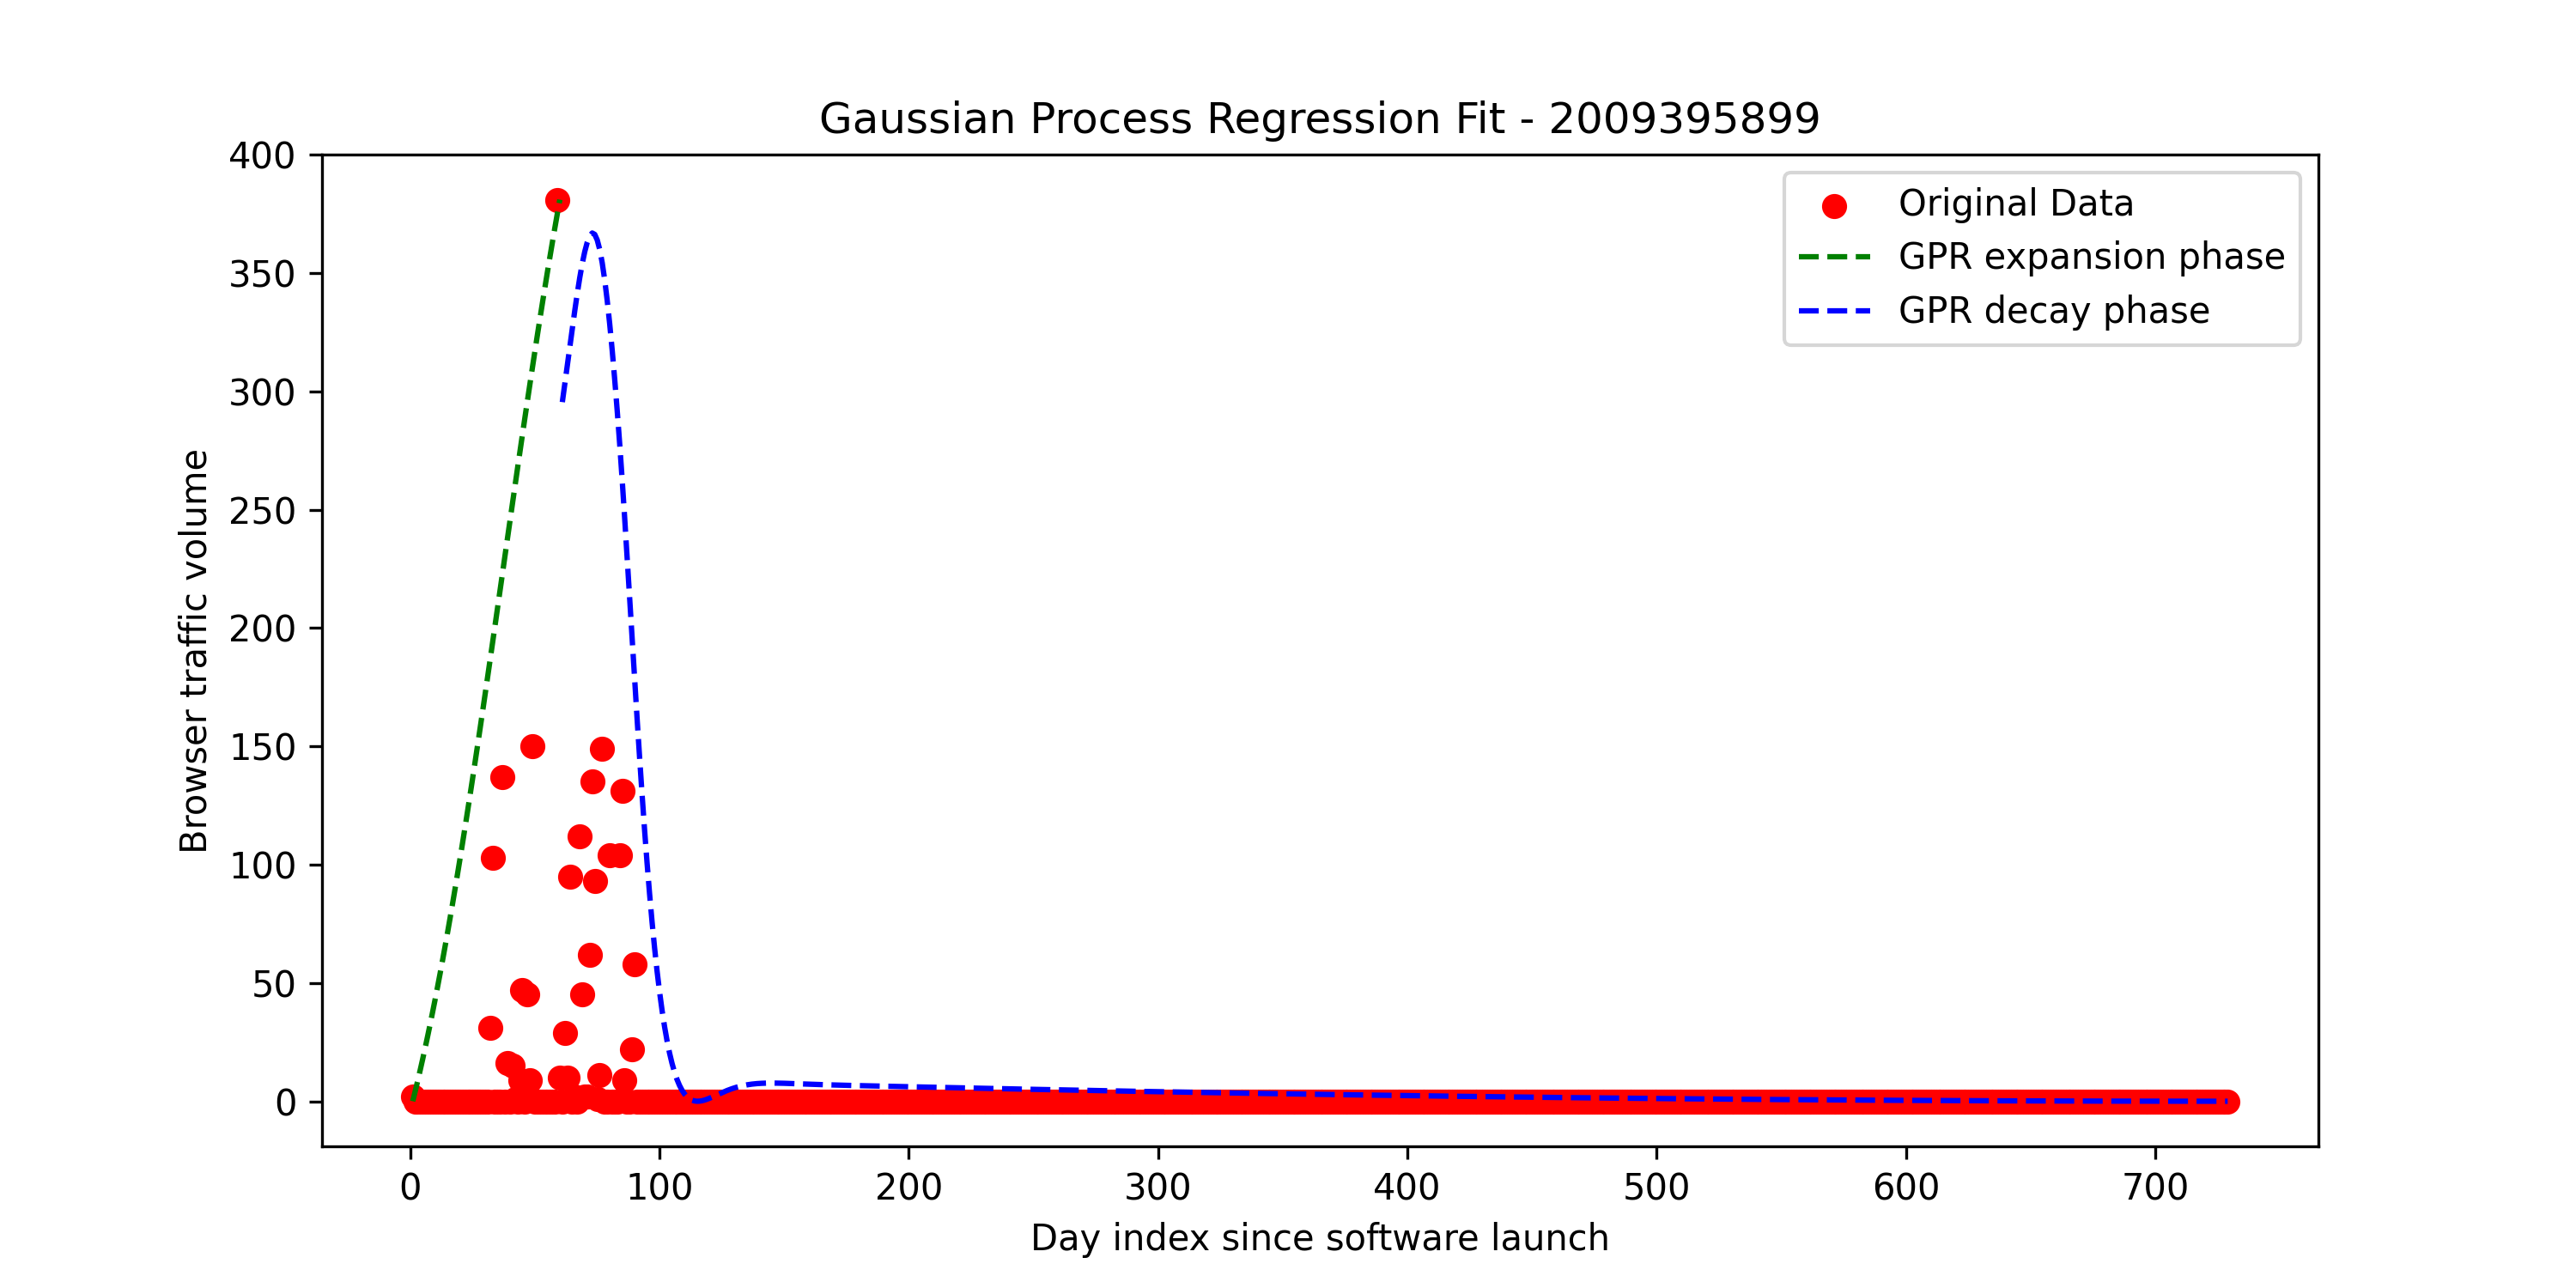 Gaussian Process Regression Fit - 2009395899
400
350
300
250
200
150
100
50
0
Browser traffic volume
Original Data
GPR expansion phase
GPR decay phase
0 100 200 300 400 500 600 700
Day index since software launch